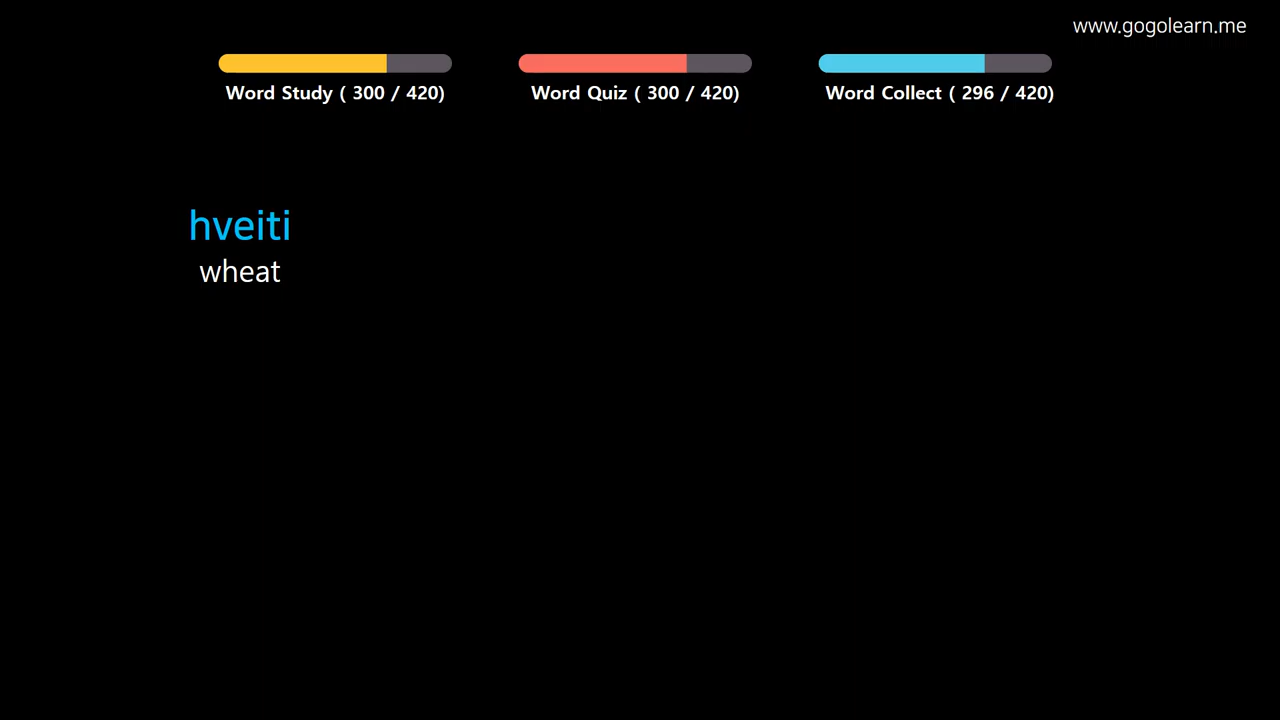 www.gogolearn.me
Word Study ( 300 / 420)
Word Quiz ( 300 / 420)
Word Collect ( 296 / 420)
hveiti
wheat